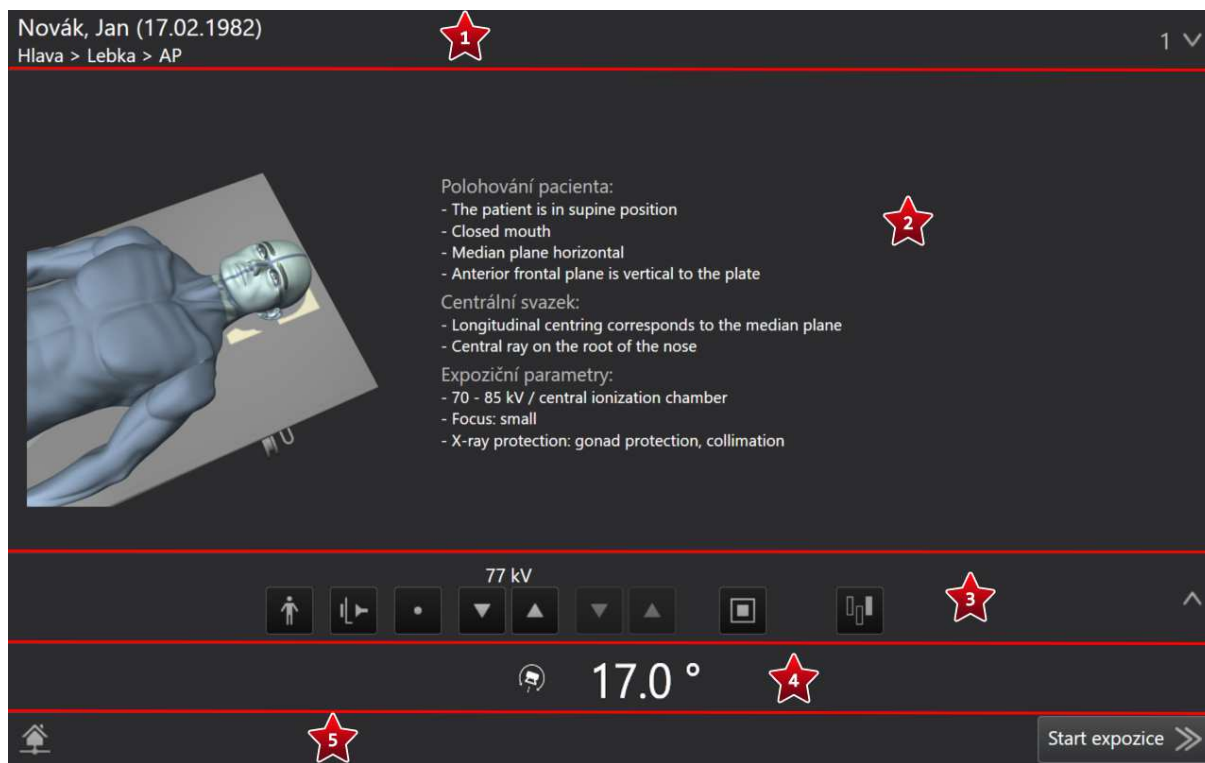 Novák, Jan (17.02.1982)
Hlava > Lebka > AP
1
1
Polohování pacienta:
- The patient is in supine position
- Closed mouth
- Median plane horizontal
- Anterior frontal plane is vertical to the plate
2
Centrální svazek:
- Longitudinal centring corresponds to the median plane
- Central ray on the root of the nose
Expoziční parametry:
- 70 - 85 kV / central ionization chamber
- Focus: small
- X-ray protection: gonad protection, collimation
77 kV
3
17.0 °
4
5
Start expozice